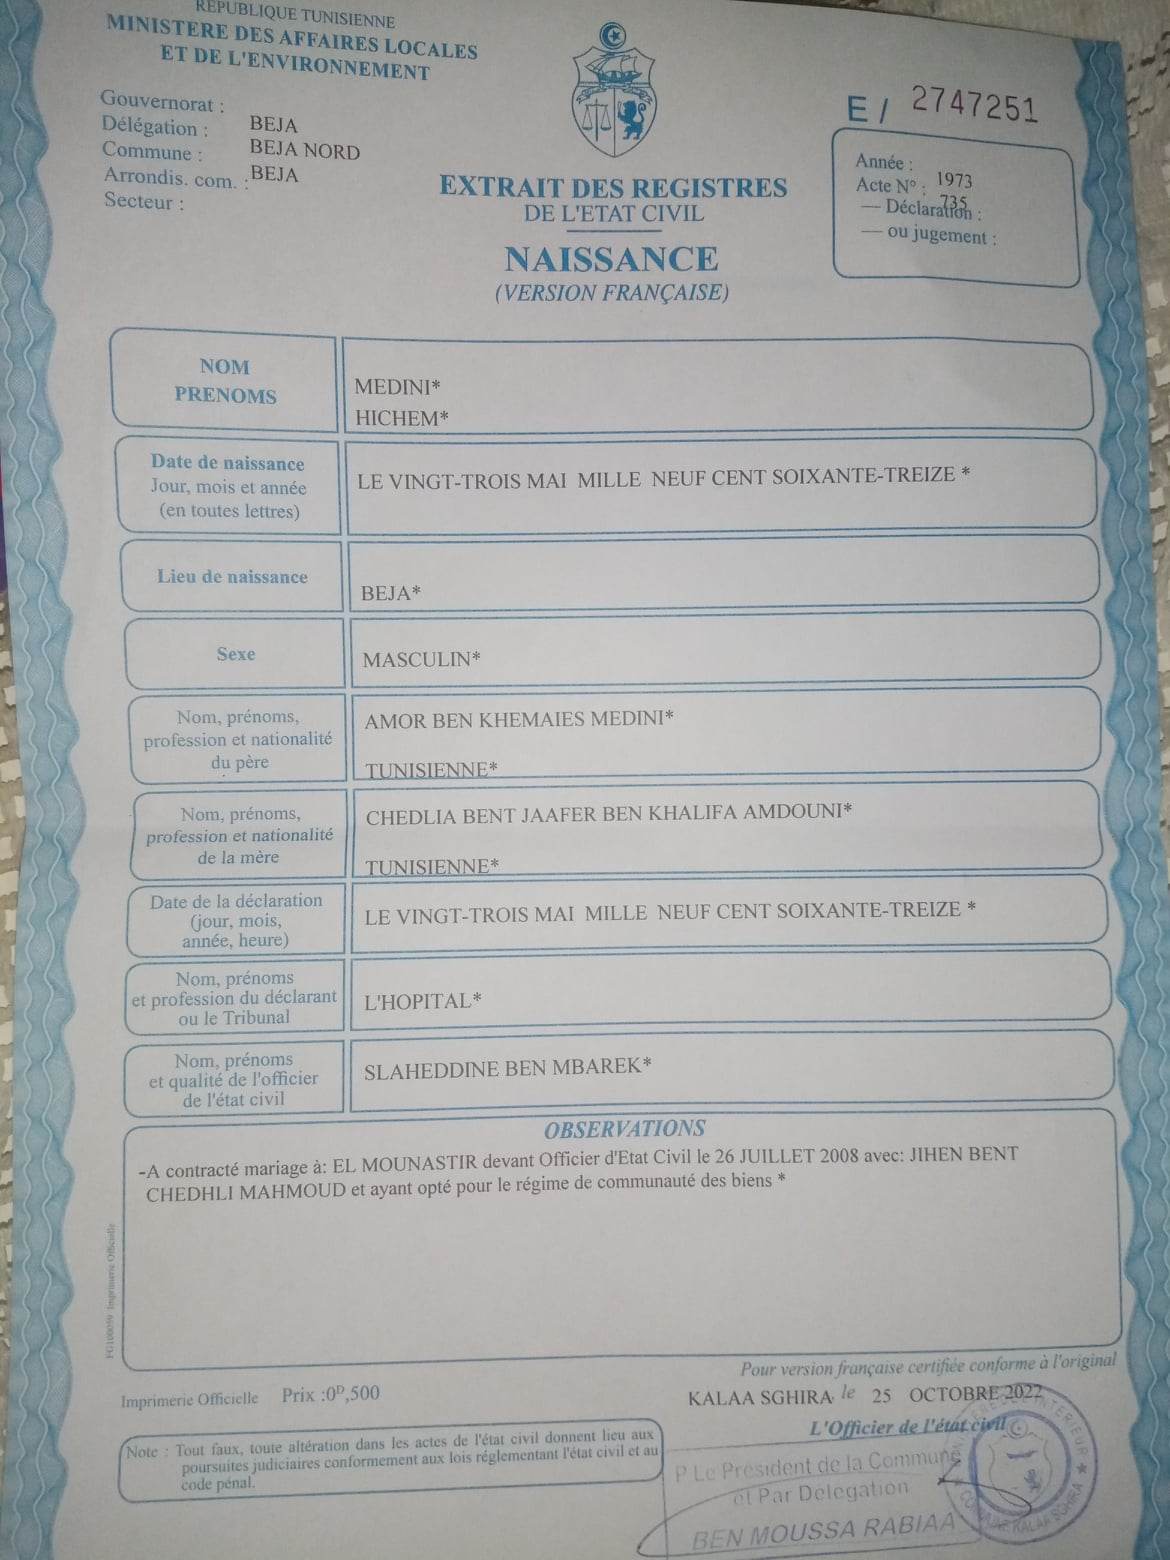 REPUBLIQUE TUNISIENNE
MINISTERE DES AFFAIRES LOCALES
ET DE L'ENVIRONNEMENT
Gouvernorat :
Délégation : BEJA
Commune : BEJA NORD
Arrondis. com. : BEJA
Secteur :
E / 2747251
Année : 1973
Acte N° : 735
— Déclaration :
— ou jugement :
EXTRAIT DES REGISTRES
DE L'ETAT CIVIL
NAISSANCE
(VERSION FRANÇAISE)
NOM
PRENOMS
MEDINI*
HICHEM*
Date de naissance
Jour, mois et année
(en toutes lettres)
LE VINGT-TROIS MAI MILLE NEUF CENT SOIXANTE-TREIZE *
Lieu de naissance
BEJA*
Sexe
MASCULIN*
Nom, prénoms,
profession et nationalité
du père
AMOR BEN KHEMAIES MEDINI*
TUNISIENNE*
Nom, prénoms,
profession et nationalité
de la mère
CHEDLIA BENT JAAFER BEN KHALIFA AMDOUNI*
TUNISIENNE*
Date de la déclaration
(jour, mois,
année, heure)
LE VINGT-TROIS MAI MILLE NEUF CENT SOIXANTE-TREIZE *
Nom, prénoms
et profession du déclarant
ou le Tribunal
L'HOPITAL*
Nom, prénoms
et qualité de l'officier
de l'état civil
SLAHEDDINE BEN MBAREK*
OBSERVATIONS
-A contracté mariage à: EL MOUNASTIR devant Officier d'Etat Civil le 26 JUILLET 2008 avec: JIHEN BENT
CHEDHLI MAHMOUD et ayant opté pour le régime de communauté des biens *
FG100059 Imprimerie Officielle
Pour version française certifiée conforme à l'original
Imprimerie Officielle Prix :0ᴰ,500
KALAA SGHIRA le 25 OCTOBRE 2022
L'Officier de l'état civil
Note : Tout faux, toute altération dans les actes de l'état civil donnent lieu aux
poursuites judiciaires conformement aux lois réglementant l'état civil et au
code pénal.
P Le Président de la Commune
et Par Délégation
BEN MOUSSA RABIAA
COMMUNE KALAA SGHIRA